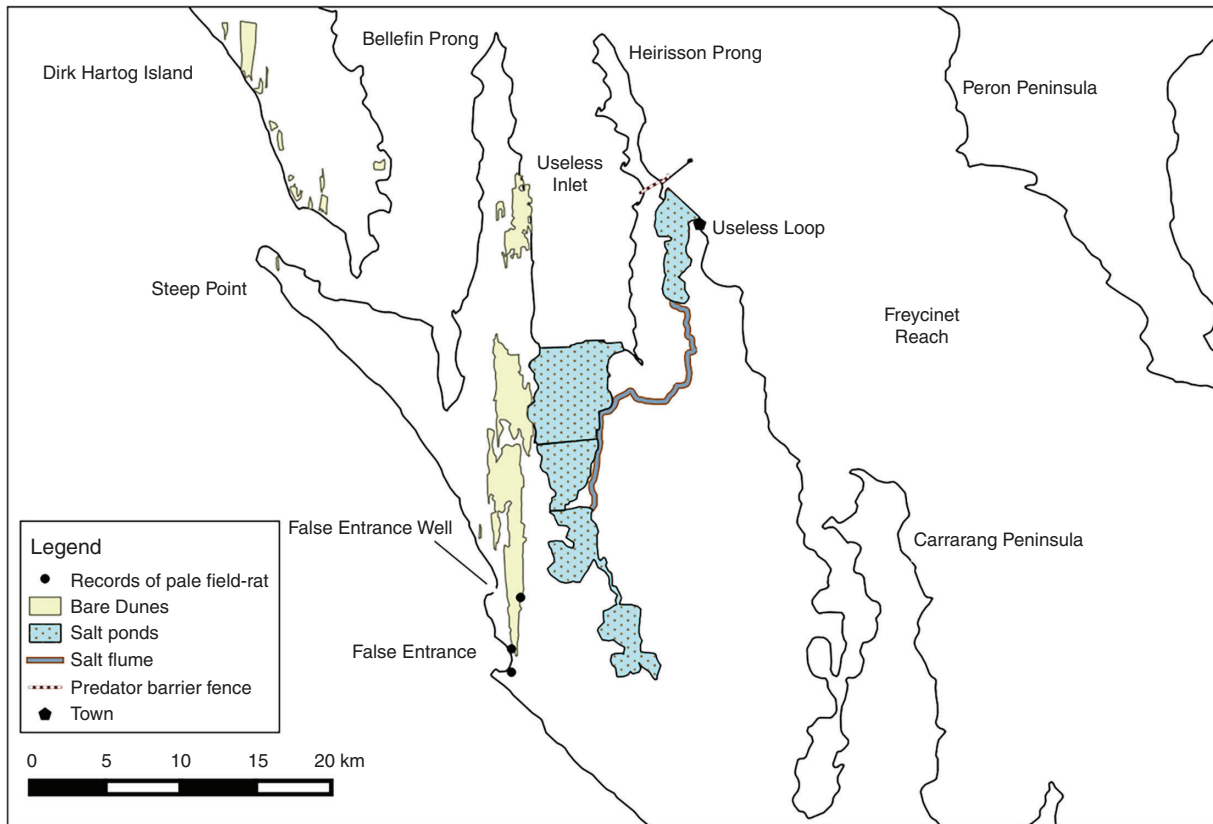 Bellefin Prong
Heirisson Prong
Dirk Hartog Island
Peron Peninsula
Useless
Inlet
Useless Loop
Steep Point
Freycinet
Reach
False Entrance Well
Carrarang Peninsula
False Entrance
Legend
Records of pale field-rat
Bare Dunes
Salt ponds
Salt flume
Predator barrier fence
Town
0 5 10 15 20 km